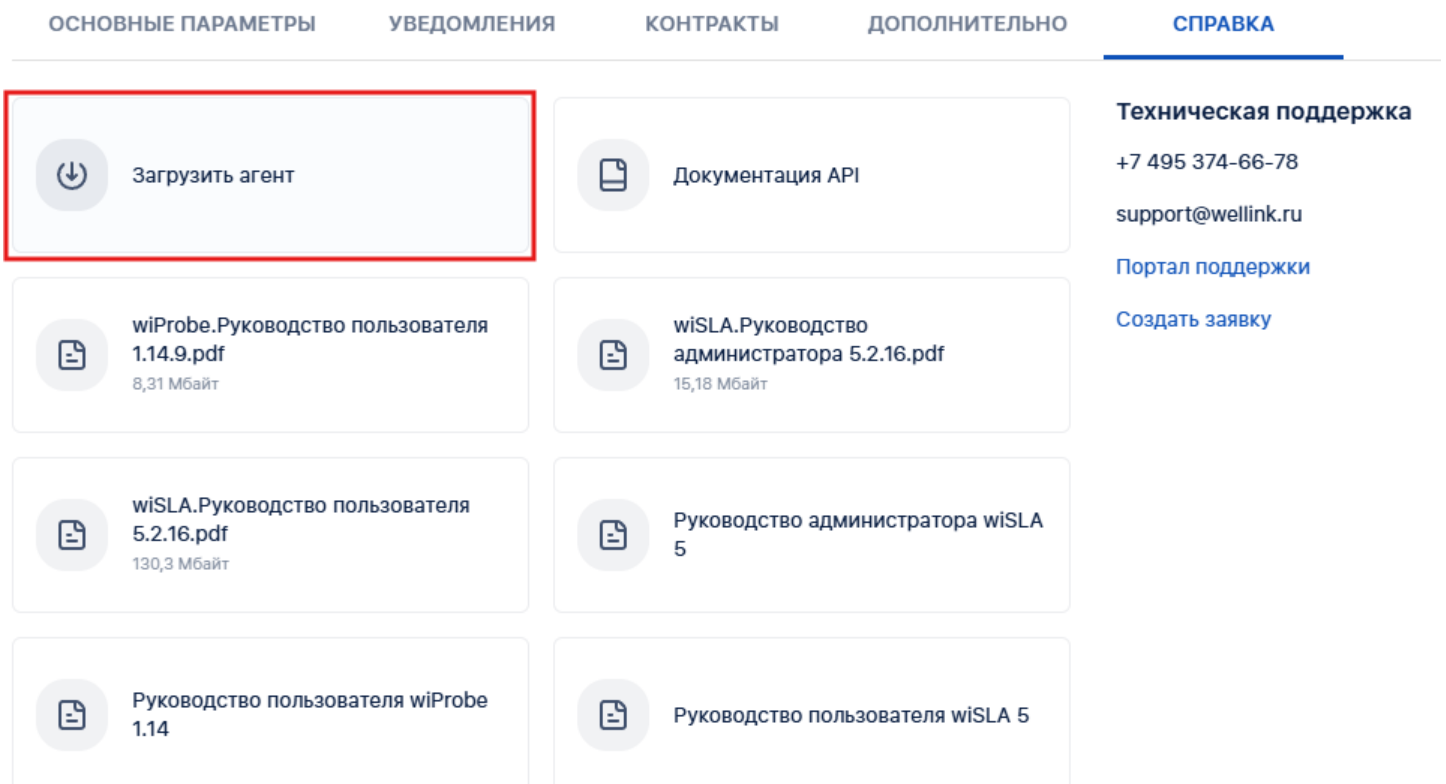 ОСНОВНЫЕ ПАРАМЕТРЫ
УВЕДОМЛЕНИЯ
КОНТРАКТЫ
ДОПОЛНИТЕЛЬНО
СПРАВКА
Загрузить агент
Документация API
wiProbe.Руководство пользователя
1.14.9.pdf
8,31 Мбайт
wiSLA.Руководство
администратора 5.2.16.pdf
15,18 Мбайт
wiSLA.Руководство пользователя
5.2.16.pdf
130,3 Мбайт
Руководство администратора wiSLA
5
Руководство пользователя wiProbe
1.14
Руководство пользователя wiSLA 5
Техническая поддержка
+7 495 374-66-78
support@wellink.ru
Портал поддержки
Создать заявку